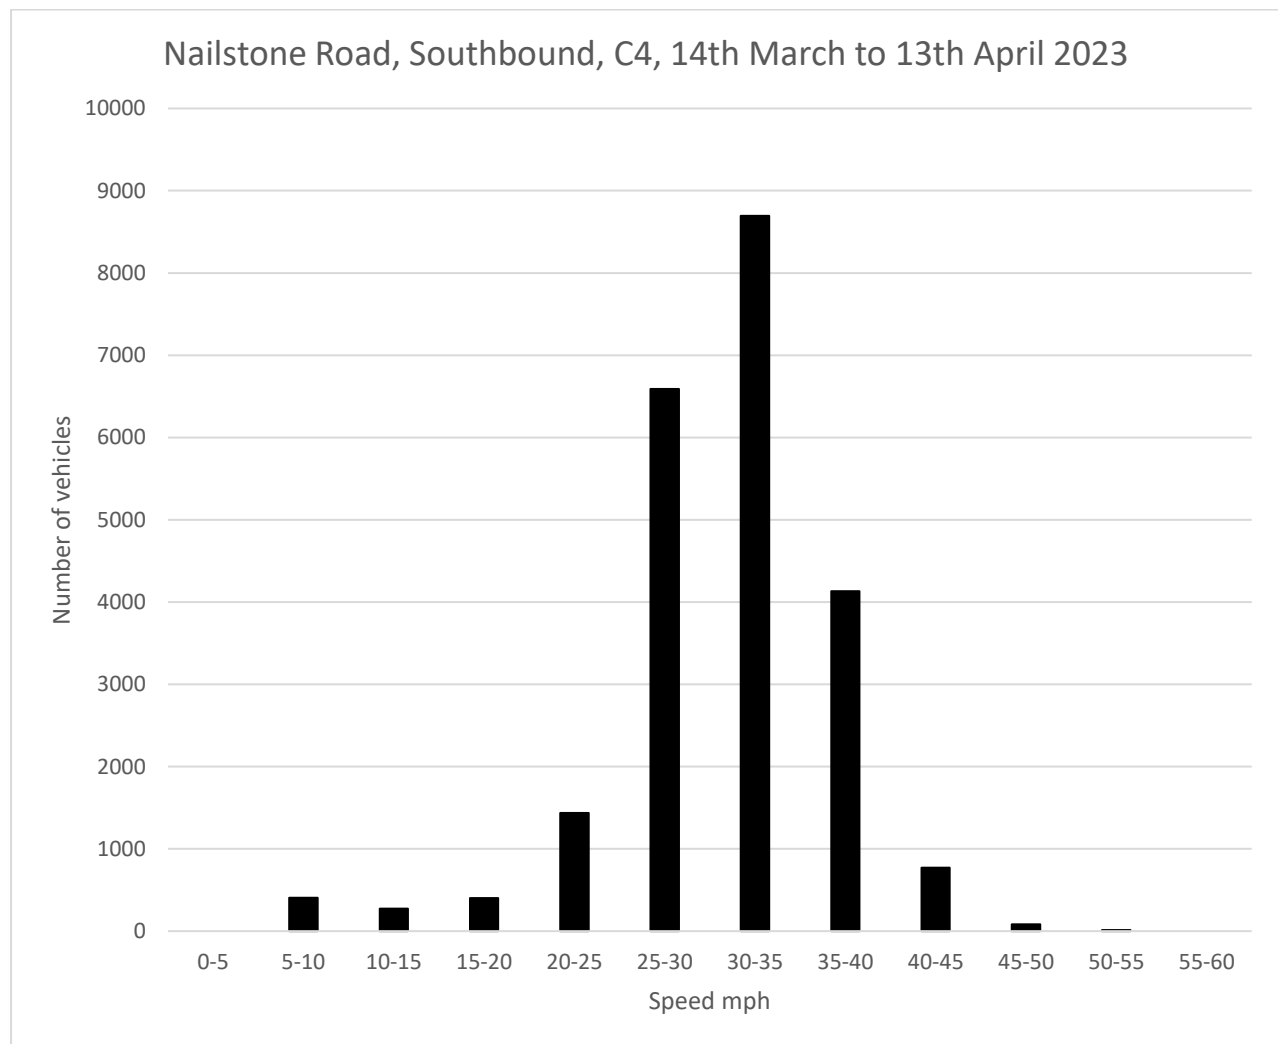 Nailstone Road, Southbound, C4, 14th March to 13th April 2023
10000
9000
8000
7000
6000
5000
4000
3000
2000
1000
0
Number of vehicles
0-5 5-10 10-15 15-20 20-25 25-30 30-35 35-40 40-45 45-50 50-55 55-60
Speed mph